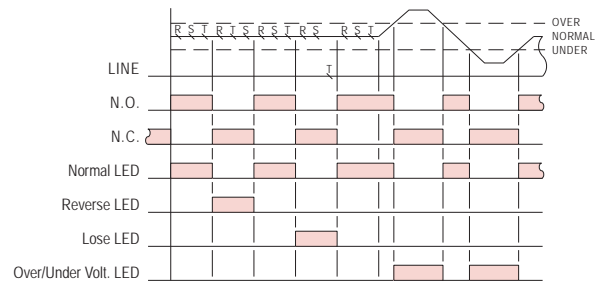 OVER
R S T R T S R S T R S R S T
NORMAL
UNDER
T
LINE
N.O.
N.C.
Normal LED
Reverse LED
Lose LED
Over/Under Volt. LED